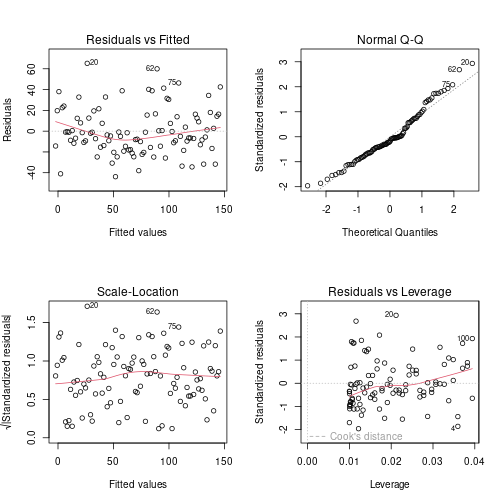 Residuals vs Fitted
Residuals
-40 0 20 40 60
20
62
75
0 50 100 150
Fitted values
Normal Q-Q
Standardized residuals
-2 -1 0 1 2 3
20
62
75
-2 -1 0 1 2
Theoretical Quantiles
Scale-Location
√|Standardized residuals|
0.0 0.5 1.0 1.5
20
62
75
0 50 100 150
Fitted values
Residuals vs Leverage
Standardized residuals
-2 -1 0 1 2 3
20
100
4
Cook's distance
0.00 0.01 0.02 0.03 0.04
Leverage